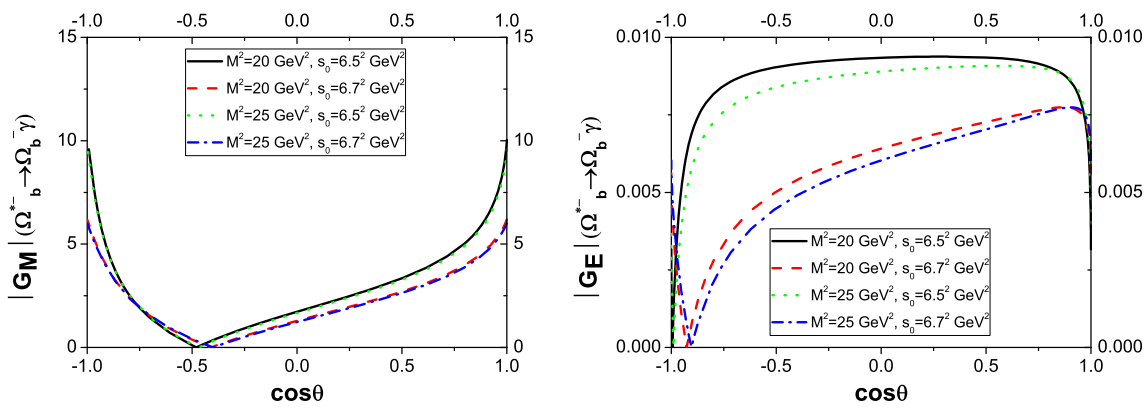 -1.0 -0.5 0.0 0.5 1.0
15 15
10 10
5 5
0 0
-1.0 -0.5 0.0 0.5 1.0
cosθ
|G_M|(Ω_b^{*-}→Ω_b^-γ)
M²=20 GeV², s₀=6.5² GeV²
M²=20 GeV², s₀=6.7² GeV²
M²=25 GeV², s₀=6.5² GeV²
M²=25 GeV², s₀=6.7² GeV²
-1.0 -0.5 0.0 0.5 1.0
0.010 0.010
0.005 0.005
0.000 0.000
-1.0 -0.5 0.0 0.5 1.0
cosθ
|G_E|(Ω_b^{*-}→Ω_b^-γ)
M²=20 GeV², s₀=6.5² GeV²
M²=20 GeV², s₀=6.7² GeV²
M²=25 GeV², s₀=6.5² GeV²
M²=25 GeV², s₀=6.7² GeV²